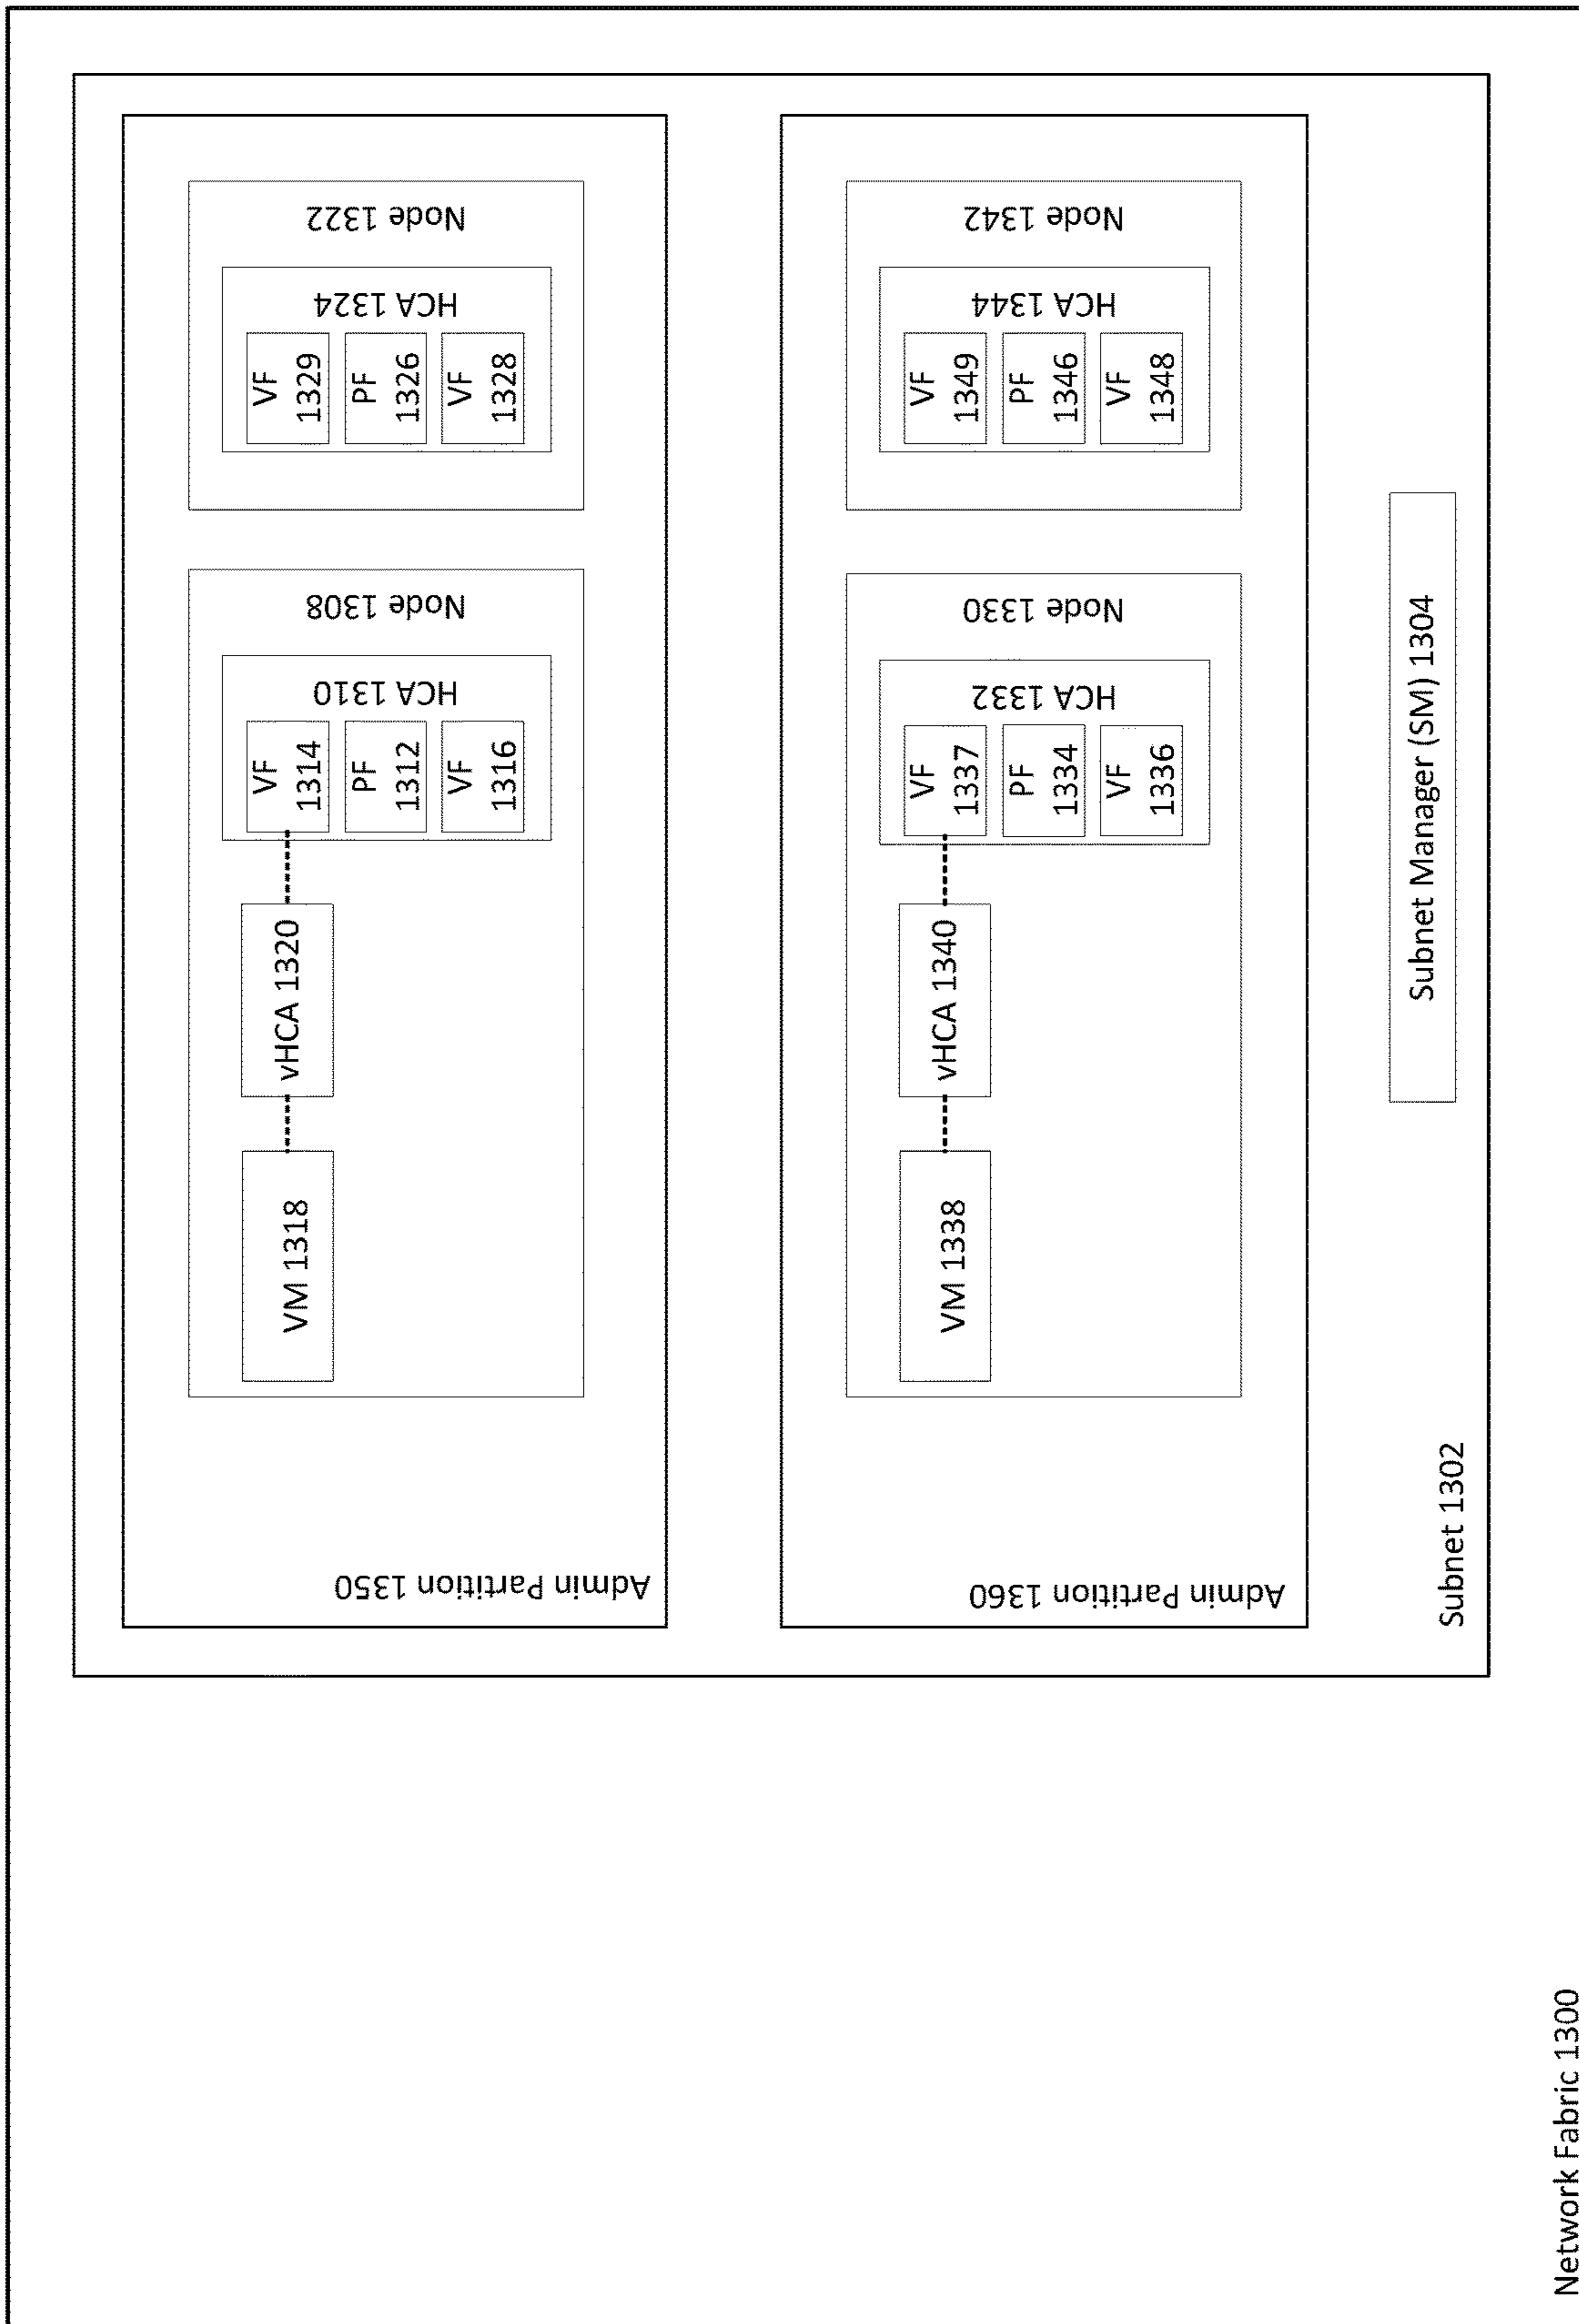 Admin Partition 1350
Node 1308
VM 1318
vHCA 1320
HCA 1310
VF
1314
PF
1312
VF
1316
Node 1322
HCA 1324
VF
1329
PF
1326
VF
1328
Admin Partition 1360
Node 1330
VM 1338
vHCA 1340
HCA 1332
VF
1337
PF
1334
VF
1336
Node 1342
HCA 1344
VF
1349
PF
1346
VF
1348
Subnet Manager (SM) 1304
Subnet 1302
Network Fabric 1300